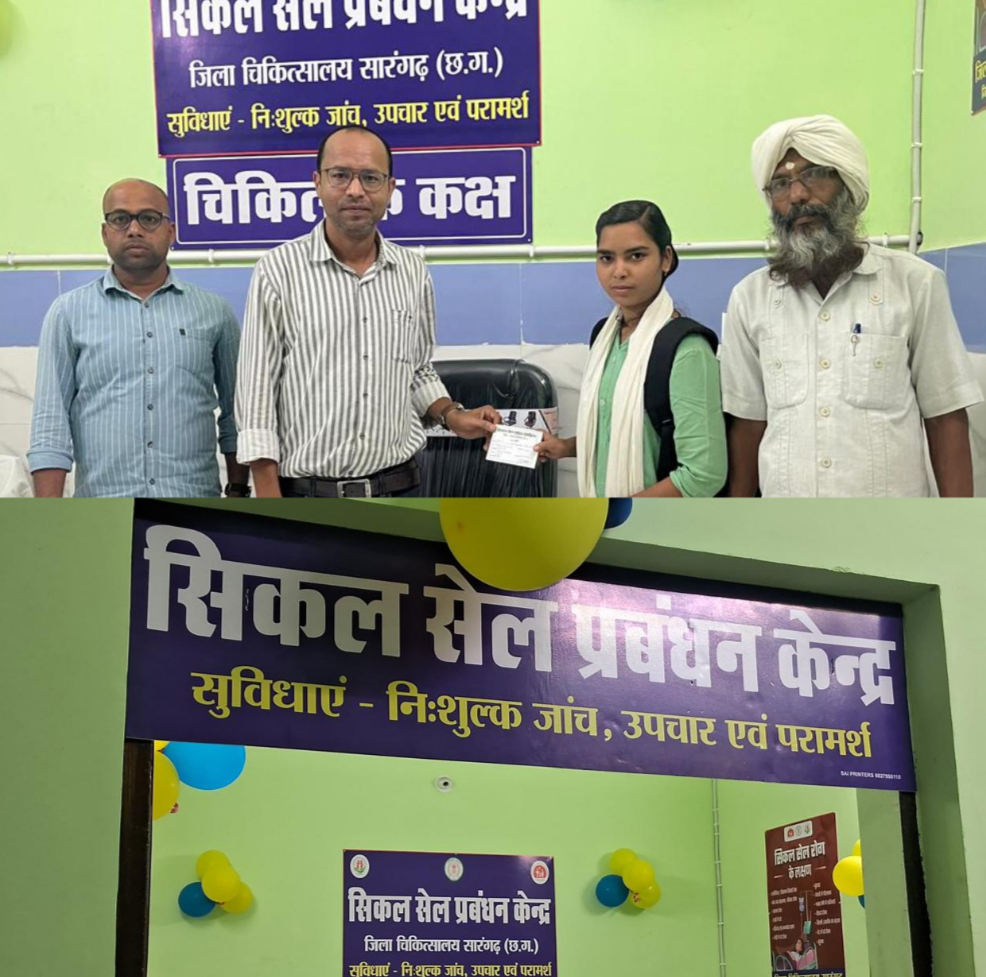 सिकल सेल प्रबंधन केन्द्र
जिला चिकित्सालय सारंगढ़ (छ.ग.)
सुविधाएं - निःशुल्क जांच, उपचार एवं परामर्श
कक्ष
सिकल सेल प्रबंधन केन्द्र
सुविधाएं - निःशुल्क जांच, उपचार एवं परामर्श
SAI PRINTERS
सिकल सेल प्रबंधन केन्द्र
जिला चिकित्सालय सारंगढ़ (छ.ग.)
सुविधाएं - निःशुल्क जांच, उपचार एवं परामर्श
सिकल सेल रोग
के लक्षण